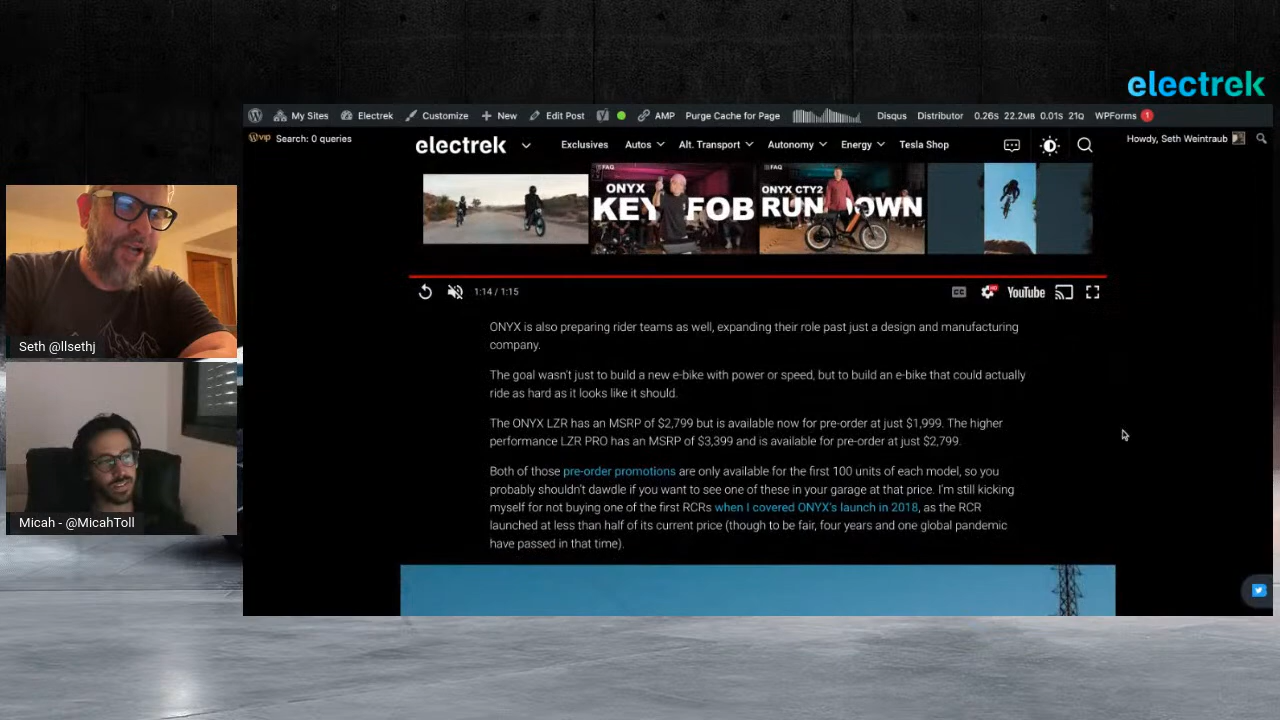 electrek
My Sites Electrek Customize New Edit Post AMP Purge Cache for Page Disqus Distributor 0.26s 22.2MB 0.01s 21Q WPForms 1
vip Search: 0 queries
electrek Exclusives Autos Alt. Transport Autonomy Energy Tesla Shop
Howdy, Seth Weintraub
FAQ
ONYX
KEY FOB
FAQ
ONYX CTY2
RUN DOWN
1:14 / 1:15
CC HD YouTube
ONYX is also preparing rider teams as well, expanding their role past just a design and manufacturing
company.
The goal wasn't just to build a new e-bike with power or speed, but to build an e-bike that could actually
ride as hard as it looks like it should.
The ONYX LZR has an MSRP of $2,799 but is available now for pre-order at just $1,999. The higher
performance LZR PRO has an MSRP of $3,399 and is available for pre-order at just $2,799.
Both of those pre-order promotions are only available for the first 100 units of each model, so you
probably shouldn't dawdle if you want to see one of these in your garage at that price. I'm still kicking
myself for not buying one of the first RCRs when I covered ONYX's launch in 2018, as the RCR
launched at less than half of its current price (though to be fair, four years and one global pandemic
have passed in that time).
Seth @llsethj
Micah - @MicahToll